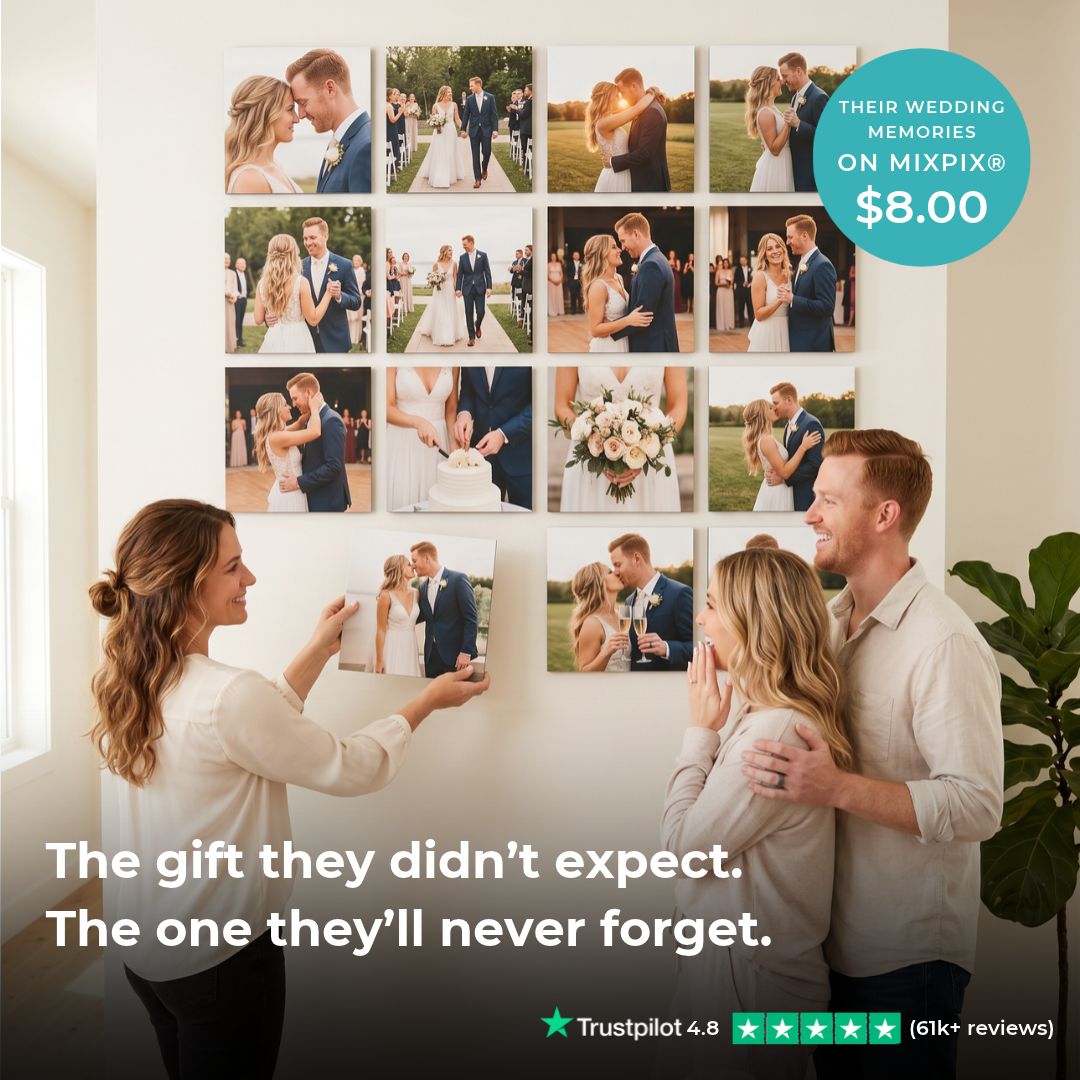 THEIR WEDDING
MEMORIES
ON MIXPIX®
$8.00
The gift they didn’t expect.
The one they’ll never forget.
Trustpilot 4.8 (61k+ reviews)